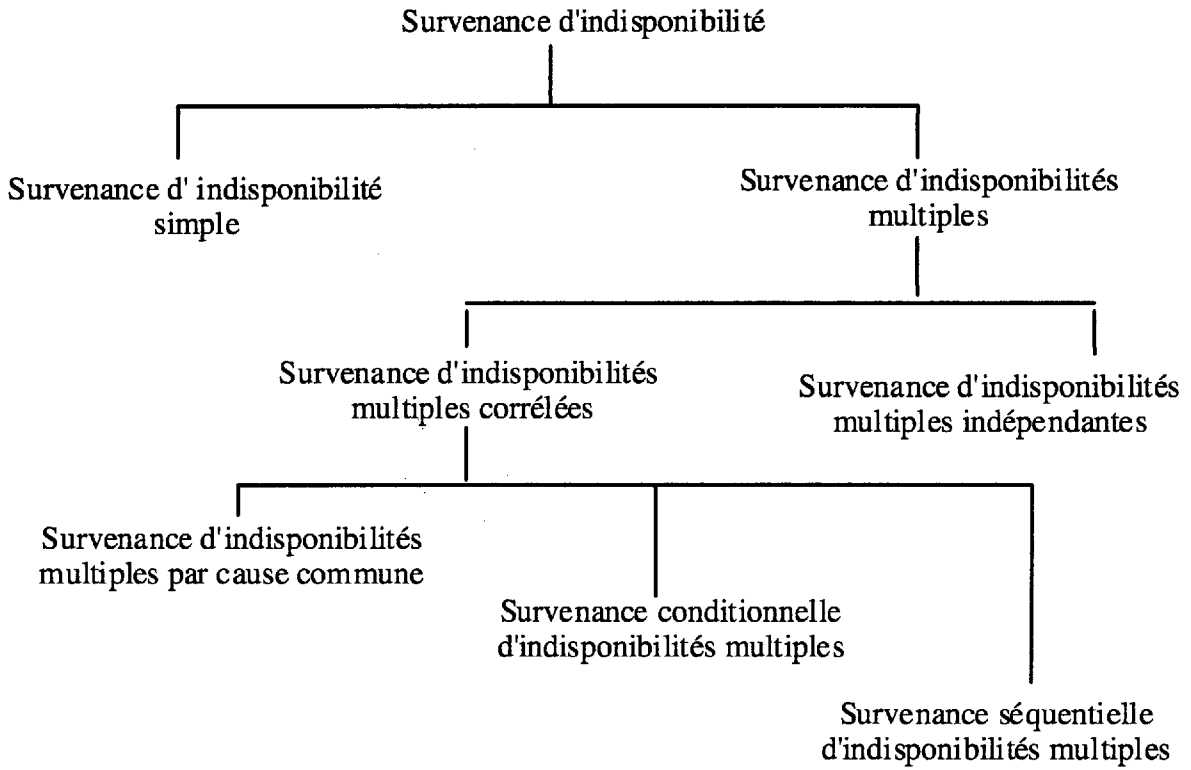 Survenance d'indisponibilité
Survenance d' indisponibilité
simple
Survenance d'indisponibilités
multiples
Survenance d'indisponibilités
multiples corrélées
Survenance d'indisponibilités
multiples indépendantes
Survenance d'indisponibilités
multiples par cause commune
Survenance conditionnelle
d'indisponibilités multiples
Survenance séquentielle
d'indisponibilités multiples